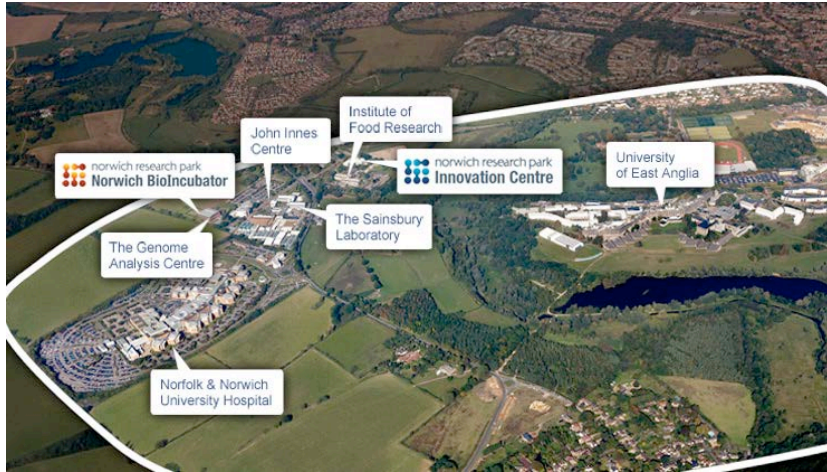 Institute of
Food Research
John Innes
Centre
norwich research park
Norwich BioIncubator
norwich research park
Innovation Centre
University
of East Anglia
The Sainsbury
Laboratory
The Genome
Analysis Centre
Norfolk & Norwich
University Hospital